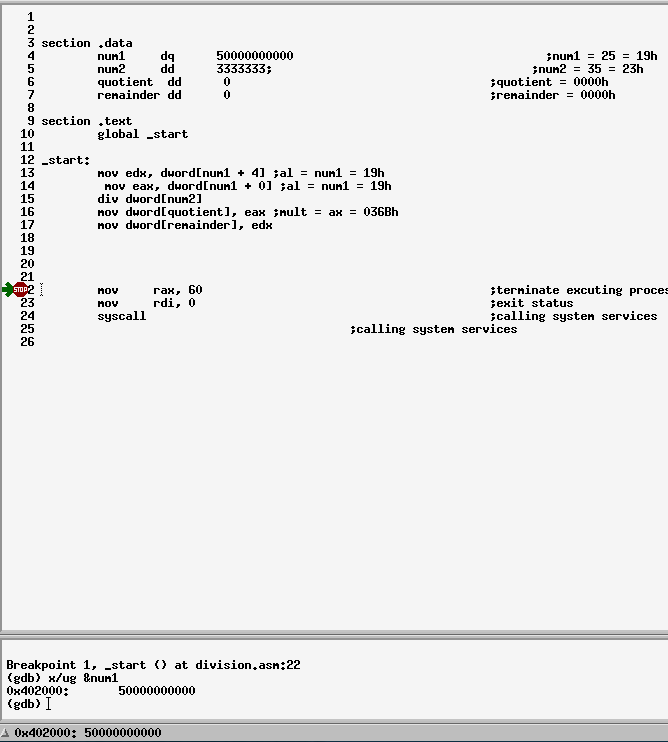 1
2
3 section .data
4 num1 dq 50000000000 ;num1 = 25 = 19h
5 num2 dd 3333333; ;num2 = 35 = 23h
6 quotient dd 0 ;quotient = 0000h
7 remainder dd 0 ;remainder = 0000h
8
9 section .text
10 global _start
11
12 _start:
13 mov edx, dword[num1 + 4] ;al = num1 = 19h
14 mov eax, dword[num1 + 0] ;al = num1 = 19h
15 div dword[num2]
16 mov dword[quotient], eax ;mult = ax = 036Bh
17 mov dword[remainder], edx
18
19
20
21
STOP 2 mov rax, 60 ;terminate excuting proces
23 mov rdi, 0 ;exit status
24 syscall ;calling system services
25 ;calling system services
26
Breakpoint 1, _start () at division.asm:22
(gdb) x/ug &num1
0x402000: 50000000000
(gdb)
0x402000: 50000000000